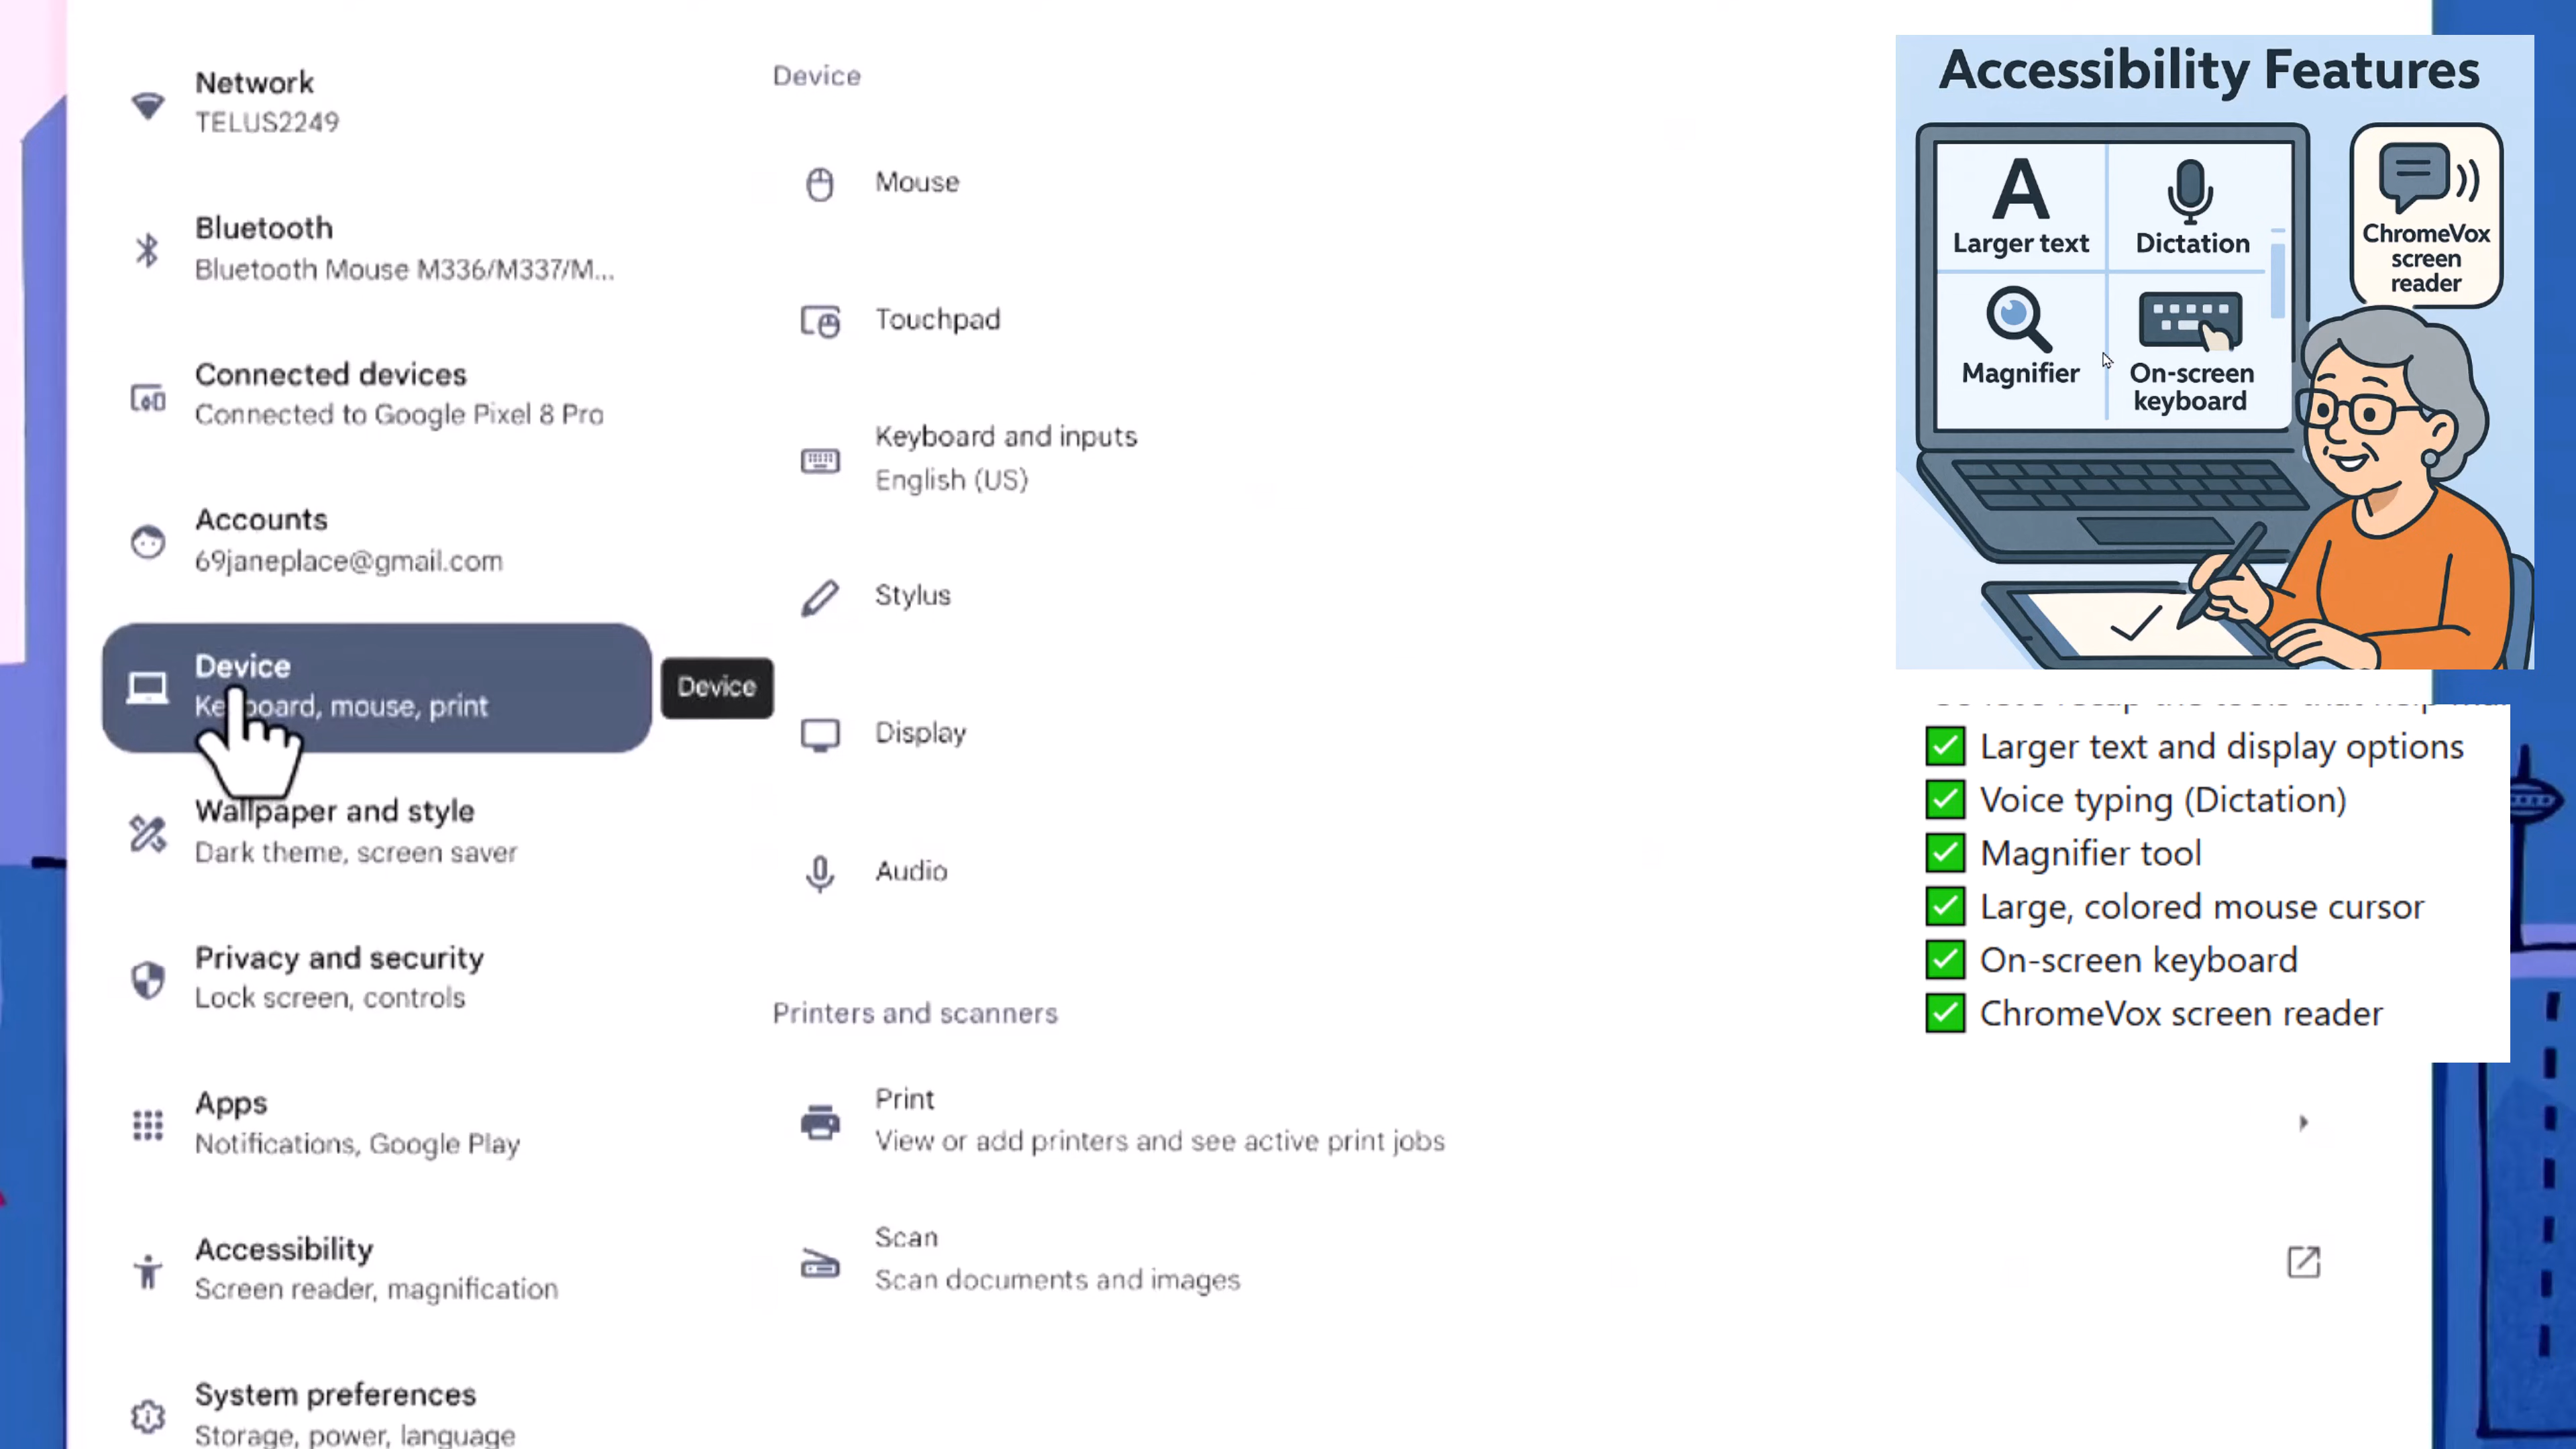 Network
TELUS2249
Bluetooth
Bluetooth Mouse M336/M337/M...
Connected devices
Connected to Google Pixel 8 Pro
Accounts
69janeplace@gmail.com
Device
Keyboard, mouse, print
Device
Wallpaper and style
Dark theme, screen saver
Privacy and security
Lock screen, controls
Apps
Notifications, Google Play
Accessibility
Screen reader, magnification
System preferences
Storage, power, language
Device
Mouse
Touchpad
Keyboard and inputs
English (US)
Stylus
Display
Audio
Printers and scanners
Print
View or add printers and see active print jobs
Scan
Scan documents and images
Accessibility Features
A
Larger text
Dictation
Magnifier
On-screen
keyboard
ChromeVox
screen
reader
Larger text and display options
Voice typing (Dictation)
Magnifier tool
Large, colored mouse cursor
On-screen keyboard
ChromeVox screen reader